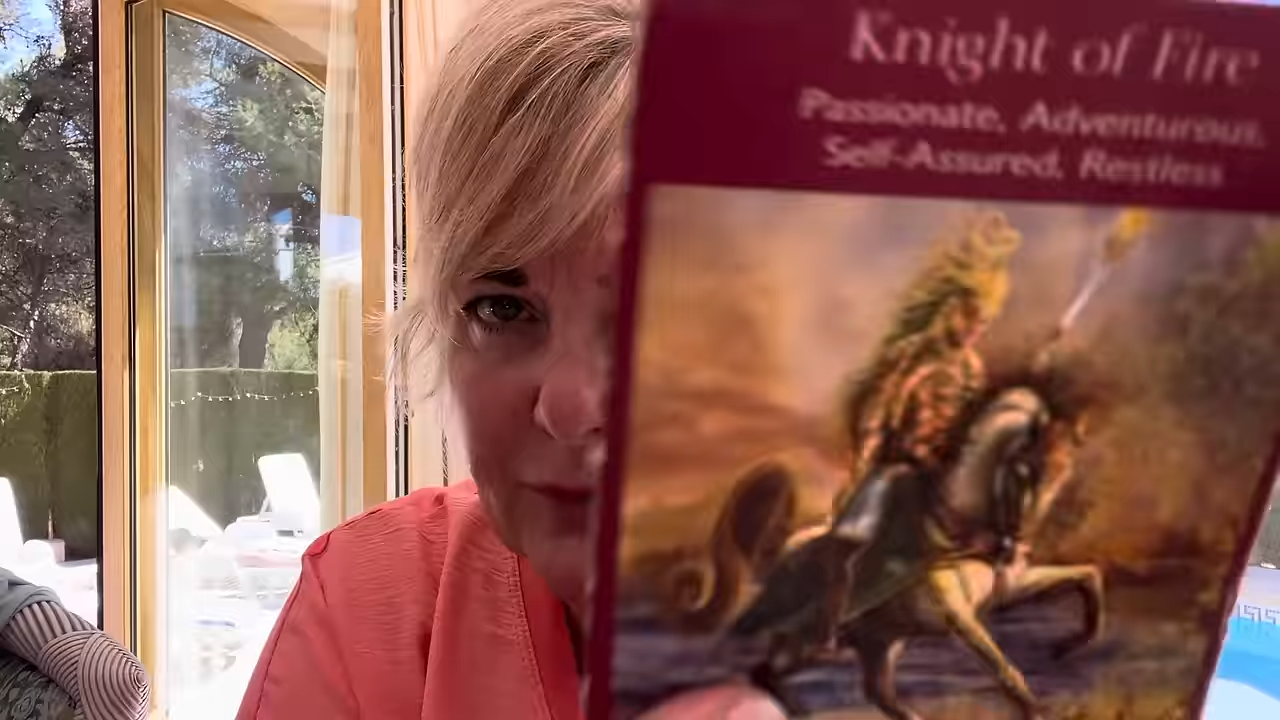 Knight of Fire
Passionate, Adventurous,
Self-Assured, Restless